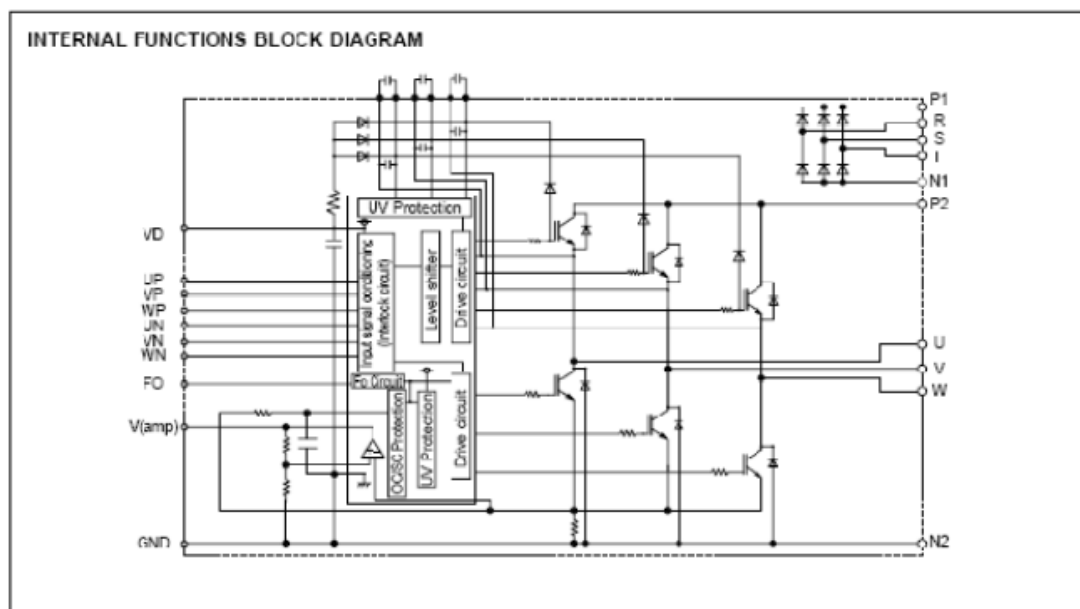 INTERNAL FUNCTIONS BLOCK DIAGRAM
P1
R
S
I
N1
P2
UV Protection
VD
Input signal conditioning
(Interlock circuit)
Level shifter
Drive circuit
UP
VP
WP
UN
VN
WN
U
V
W
FO
Fo Circuit
V(amp)
OC/SC Protection
UV Protection
Drive circuit
GND
N2